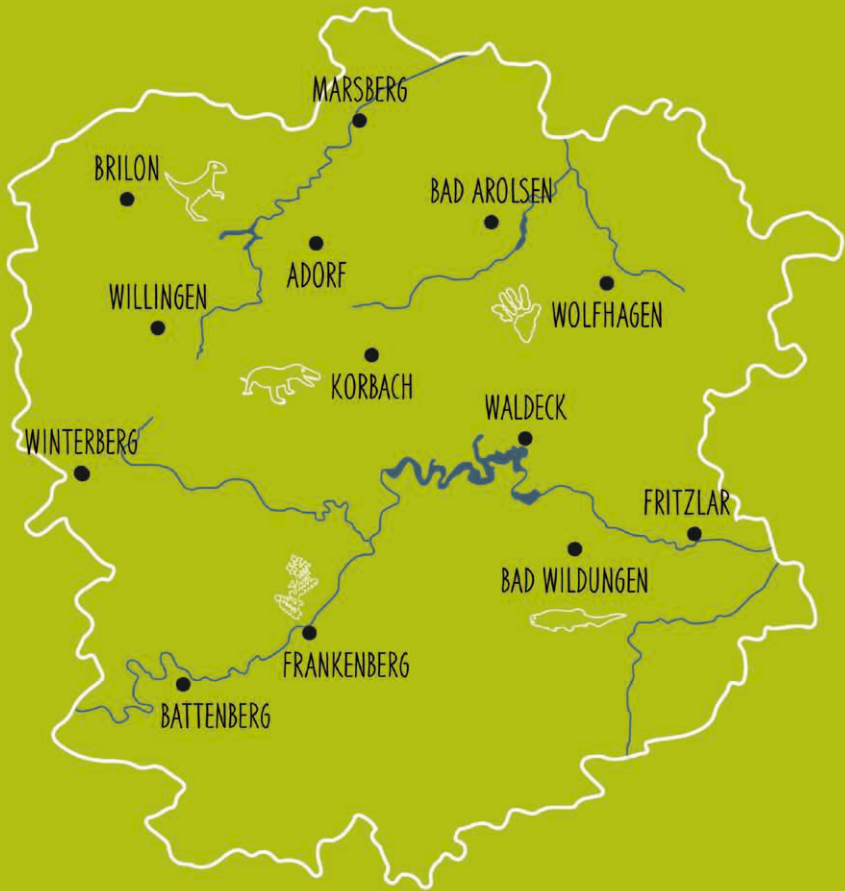 MARSBERG
BRILON
BAD AROLSEN
ADORF
WILLINGEN
WOLFHAGEN
KORBACH
WALDECK
WINTERBERG
FRITZLAR
BAD WILDUNGEN
FRANKENBERG
BATTENBERG